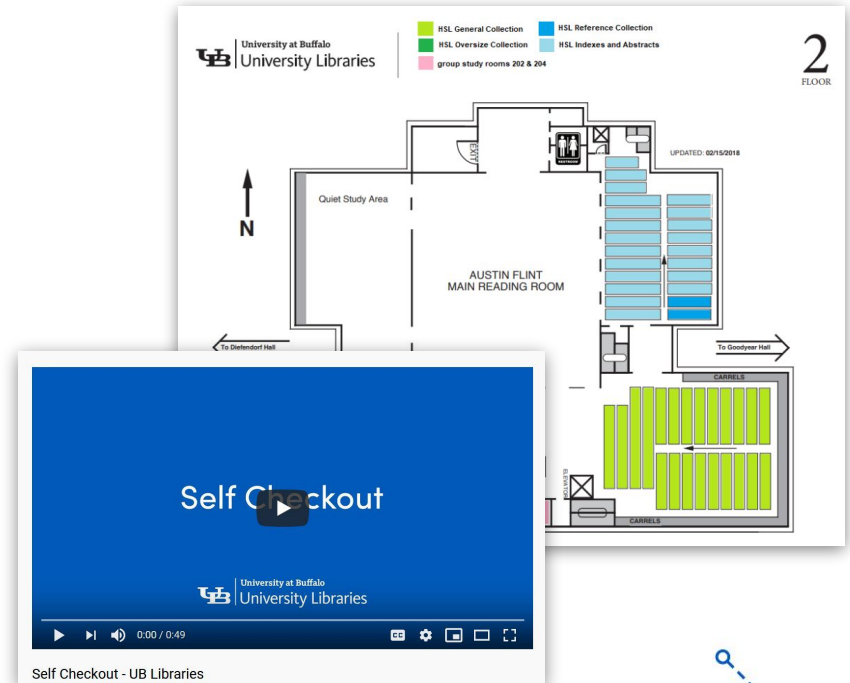 University at Buffalo
University Libraries
HSL General Collection
HSL Reference Collection
HSL Oversize Collection
HSL Indexes and Abstracts
group study rooms 202 & 204
2
FLOOR
UPDATED: 02/15/2018
EXIT
RESTROOM
Quiet Study Area
N
AUSTIN FLINT
MAIN READING ROOM
To Diefendorf Hall
To Goodyear Hall
CARRELS
ELEVATOR
CARRELS
Self Checkout
University at Buffalo
University Libraries
0:00 / 0:49
CC
Self Checkout - UB Libraries